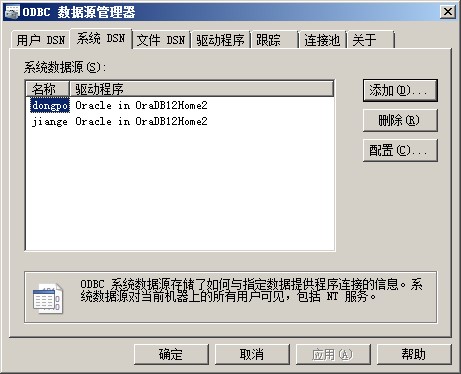 ODBC 数据源管理器
用户 DSN 系统 DSN 文件 DSN 驱动程序 跟踪 连接池 关于
系统数据源(S):
名称 驱动程序
dongpo Oracle in OraDB12Home2
jiange Oracle in OraDB12Home2
添加(D)...
删除(R)
配置(C)...
ODBC 系统数据源存储了如何与指定数据提供程序连接的信息。系
统数据源对当前机器上的所有用户可见，包括 NT 服务。
确定 取消 应用(A) 帮助